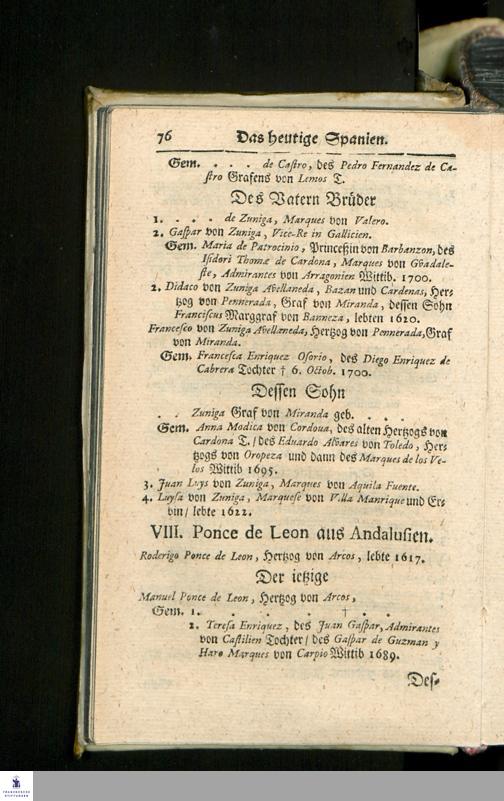 76 Das heutige Spanien.
Gem. . . . de Castro, des Pedro Fernandez de Ca-
stro Grafens von Lemos T.
Des Vatern Brüder
1. . . . de Zuniga, Marques von Valero.
2. Gaspar von Zuniga, Vice-Re in Gallicien.
Gem. Maria de Patrocinio, Princeßin von Barbanzon, des
Isidori Thomæ de Cardona, Marques von Guadale-
ste, Admirantes von Arragonien Wittib. 1700.
2. Didaco von Zuniga Avellaneda, Bazan und Cardenas, Her-
tzog von Pennerada, Graf von Miranda, dessen Sohn
Franciscus Marggraf von Banneza, lebten 1620.
Francesco von Zuniga Avellaneda, Hertzog von Pennerada, Graf
von Miranda.
Gem. Francesca Enriquez Osorio, des Diego Enriquez de
Cabrera Tochter † 6. Octob. 1700.
Dessen Sohn
. . Zuniga Graf von Miranda geb. . . .
Gem. Anna Modica von Cordoua, des alten Hertzogs von
Cardona T. / des Eduardo Alvares von Toledo, Her-
tzogs von Oropeza und dann des Marques de los Ve-
los Wittib 1695.
3. Juan Luys von Zuniga, Marques von Aquila Fuente.
4. Luysa von Zuniga, Marquese von Villa Manrique und Er-
bin / lebte 1622.
VIII. Ponce de Leon aus Andalusien.
Roderigo Ponce de Leon, Hertzog von Arcos, lebte 1617.
Der ietzige
Manuel Ponce de Leon, Hertzog von Arcos,
Gem. 1. . . . . † . .
2. Teresa Enriquez, des Juan Gaspar, Admirantes
von Castilien Tochter / des Gaspar de Guzman y
Haro Marques von Carpio Wittib 1689.
Des-
FRANCKESCHE
STIFTUNGEN